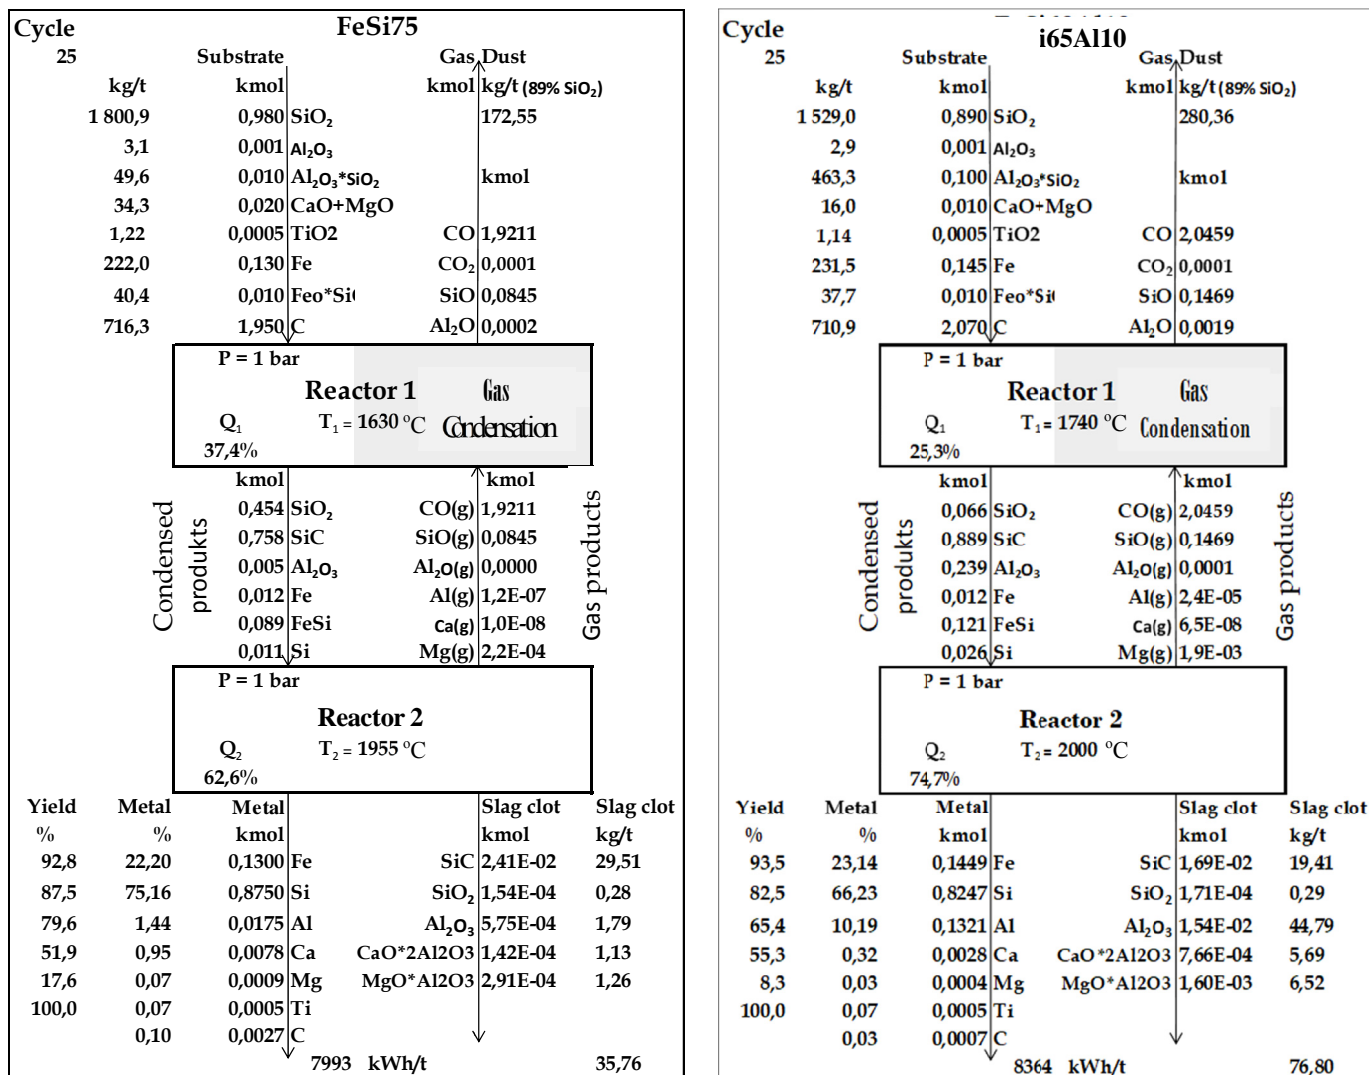 Cycle FeSi75
25 Substrate Gas Dust
kg/t kmol kmol kg/t (89% SiO₂)
1 800,9 0,980 SiO₂ 172,55
3,1 0,001 Al₂O₃
49,6 0,010 Al₂O₃*SiO₂ kmol
34,3 0,020 CaO+MgO
1,22 0,0005 TiO2 CO 1,9211
222,0 0,130 Fe CO₂ 0,0001
40,4 0,010 Feo*Si SiO 0,0845
716,3 1,950 C Al₂O 0,0002
P = 1 bar
Reactor 1 Gas
Q₁ T₁ = 1630 ºC Condensation
37,4%
kmol kmol
Condensed produkts
0,454 SiO₂ CO(g) 1,9211
0,758 SiC SiO(g) 0,0845
0,005 Al₂O₃ Al₂O(g) 0,0000
0,012 Fe Al(g) 1,2E-07
0,089 FeSi Ca(g) 1,0E-08
0,011 Si Mg(g) 2,2E-04
Gas products
P = 1 bar
Reactor 2
Q₂ T₂ = 1955 ºC
62,6%
Yield Metal Metal Slag clot Slag clot
% % kmol kmol kg/t
92,8 22,20 0,1300 Fe SiC 2,41E-02 29,51
87,5 75,16 0,8750 Si SiO₂ 1,54E-04 0,28
79,6 1,44 0,0175 Al Al₂O₃ 5,75E-04 1,79
51,9 0,95 0,0078 Ca CaO*2Al2O3 1,42E-04 1,13
17,6 0,07 0,0009 Mg MgO*Al2O3 2,91E-04 1,26
100,0 0,07 0,0005 Ti
0,10 0,0027 C
7993 kWh/t 35,76
Cycle i65Al10
25 Substrate Gas Dust
kg/t kmol kmol kg/t (89% SiO₂)
1 529,0 0,890 SiO₂ 280,36
2,9 0,001 Al₂O₃
463,3 0,100 Al₂O₃*SiO₂ kmol
16,0 0,010 CaO+MgO
1,14 0,0005 TiO2 CO 2,0459
231,5 0,145 Fe CO₂ 0,0001
37,7 0,010 Feo*Si SiO 0,1469
710,9 2,070 C Al₂O 0,0019
P = 1 bar
Reactor 1 Gas
Q₁ T₁ = 1740 ºC Condensation
25,3%
kmol kmol
Condensed produkts
0,066 SiO₂ CO(g) 2,0459
0,889 SiC SiO(g) 0,1469
0,239 Al₂O₃ Al₂O(g) 0,0001
0,012 Fe Al(g) 2,4E-05
0,121 FeSi Ca(g) 6,5E-08
0,026 Si Mg(g) 1,9E-03
Gas products
P = 1 bar
Reactor 2
Q₂ T₂ = 2000 ºC
74,7%
Yield Metal Metal Slag clot Slag clot
% % kmol kmol kg/t
93,5 23,14 0,1449 Fe SiC 1,69E-02 19,41
82,5 66,23 0,8247 Si SiO₂ 1,71E-04 0,29
65,4 10,19 0,1321 Al Al₂O₃ 1,54E-02 44,79
55,3 0,32 0,0028 Ca CaO*2Al2O3 7,66E-04 5,69
8,3 0,03 0,0004 Mg MgO*Al2O3 1,60E-03 6,52
100,0 0,07 0,0005 Ti
0,03 0,0007 C
8364 kWh/t 76,80